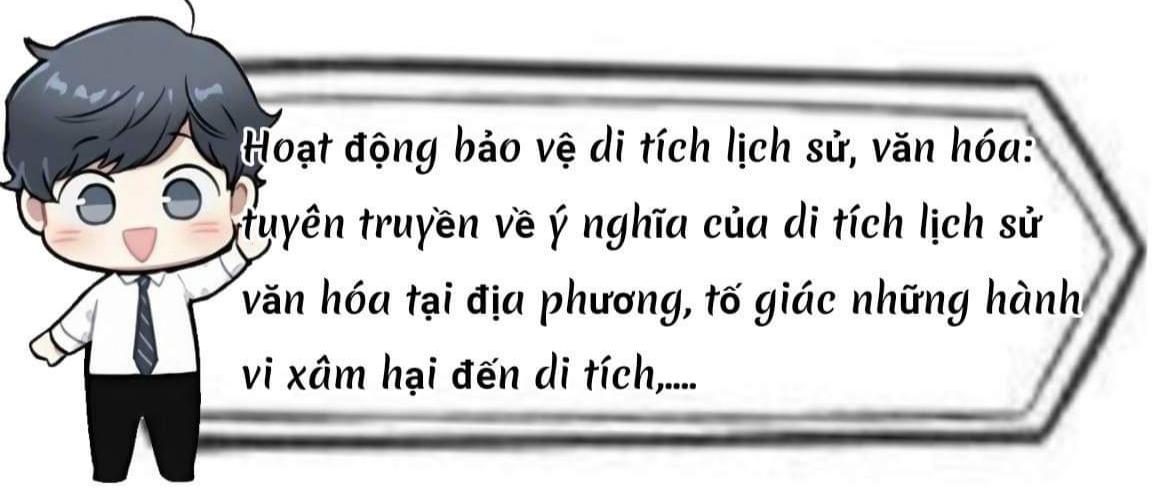 Hoạt động bảo vệ di tích lịch sử, văn hóa:
tuyên truyền về ý nghĩa của di tích lịch sử
văn hóa tại địa phương, tố giác những hành
vi xâm hại đến di tích,....